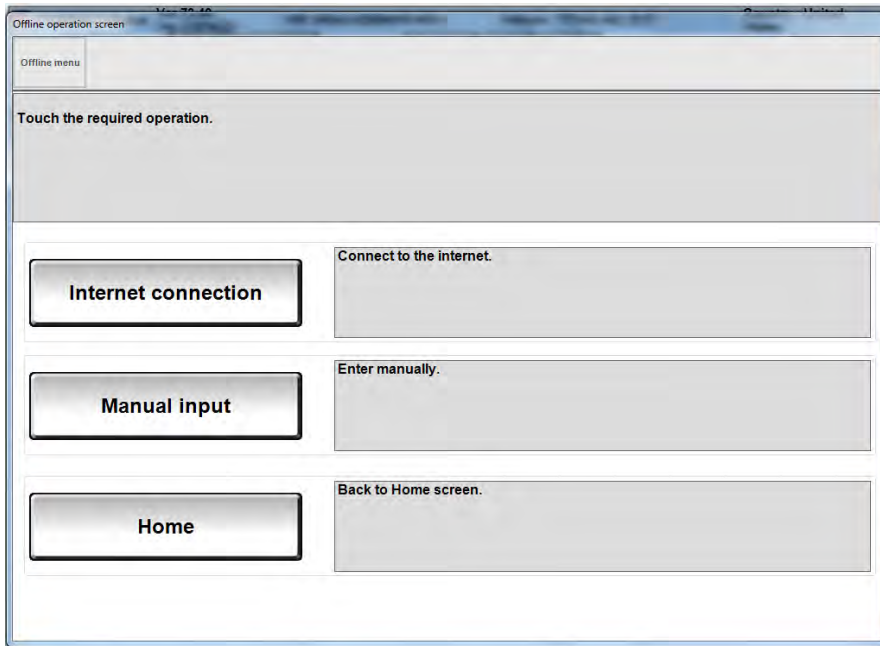 Offline operation screen
Offline menu
Touch the required operation.
Internet connection
Connect to the internet.
Manual input
Enter manually.
Home
Back to Home screen.